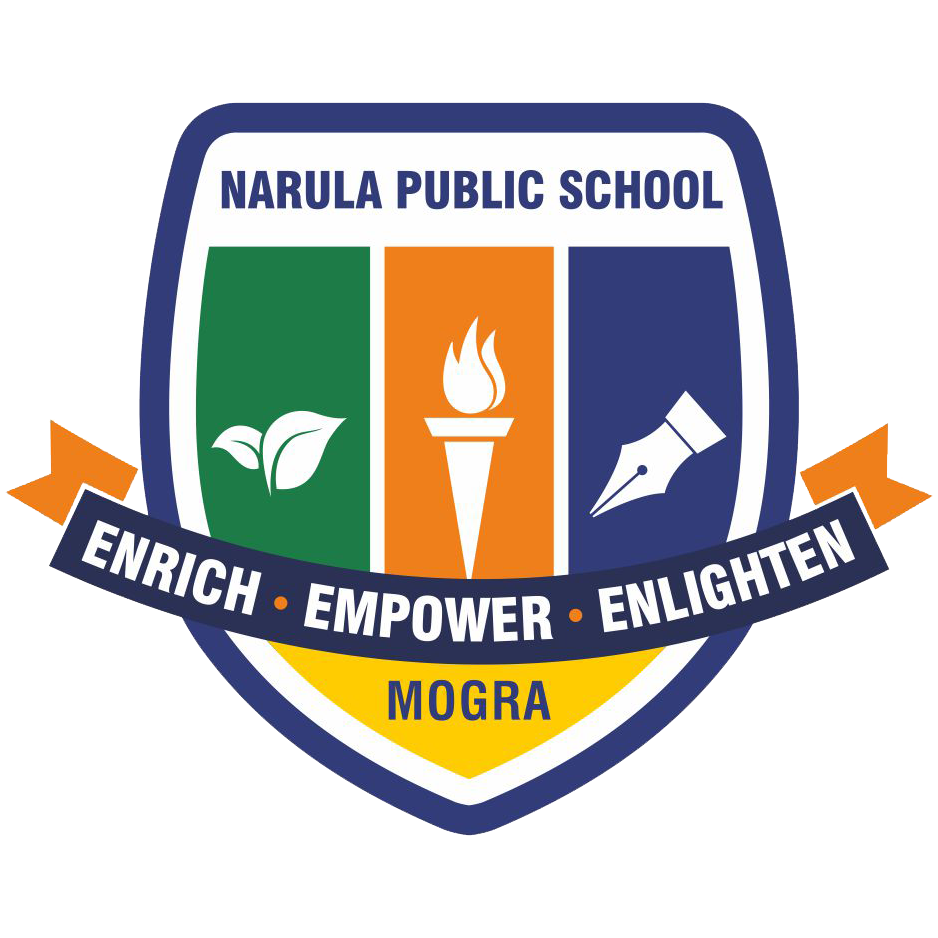 NARULA PUBLIC SCHOOL
ENRICH • EMPOWER • ENLIGHTEN
MOGRA